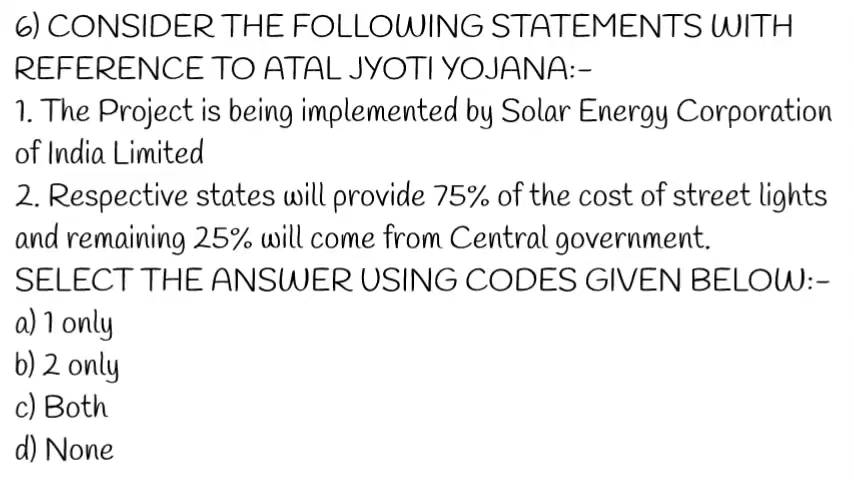 6) CONSIDER THE FOLLOWING STATEMENTS WITH
REFERENCE TO ATAL JYOTI YOJANA:-
1. The Project is being implemented by Solar Energy Corporation
of India Limited
2. Respective states will provide 75% of the cost of street lights
and remaining 25% will come from Central government.
SELECT THE ANSWER USING CODES GIVEN BELOW:-
a) 1 only
b) 2 only
c) Both
d) None